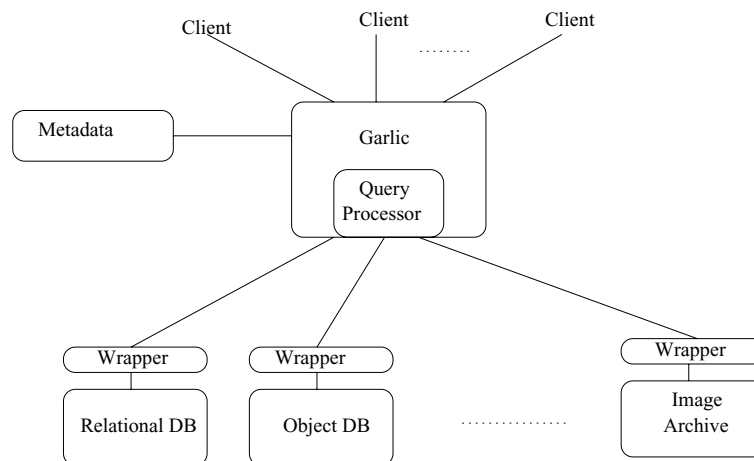 Client Client Client
Metadata
Garlic
Query
Processor
Wrapper Wrapper Wrapper
Relational DB Object DB Image
Archive